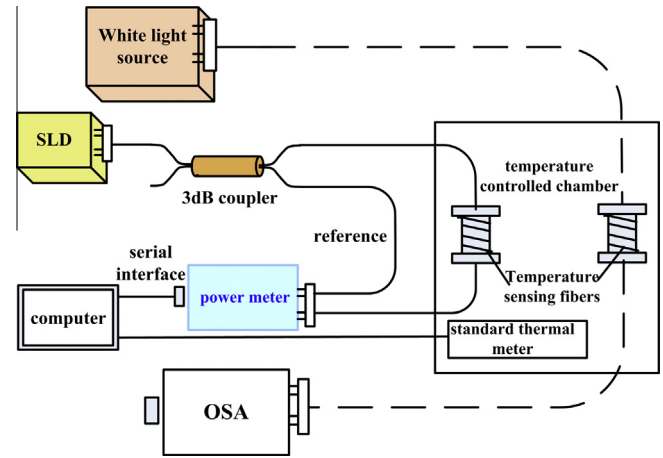 White light
source
SLD
3dB coupler
temperature
controlled chamber
reference
serial
interface
power meter
Temperature
sensing fibers
computer
standard thermal
meter
OSA